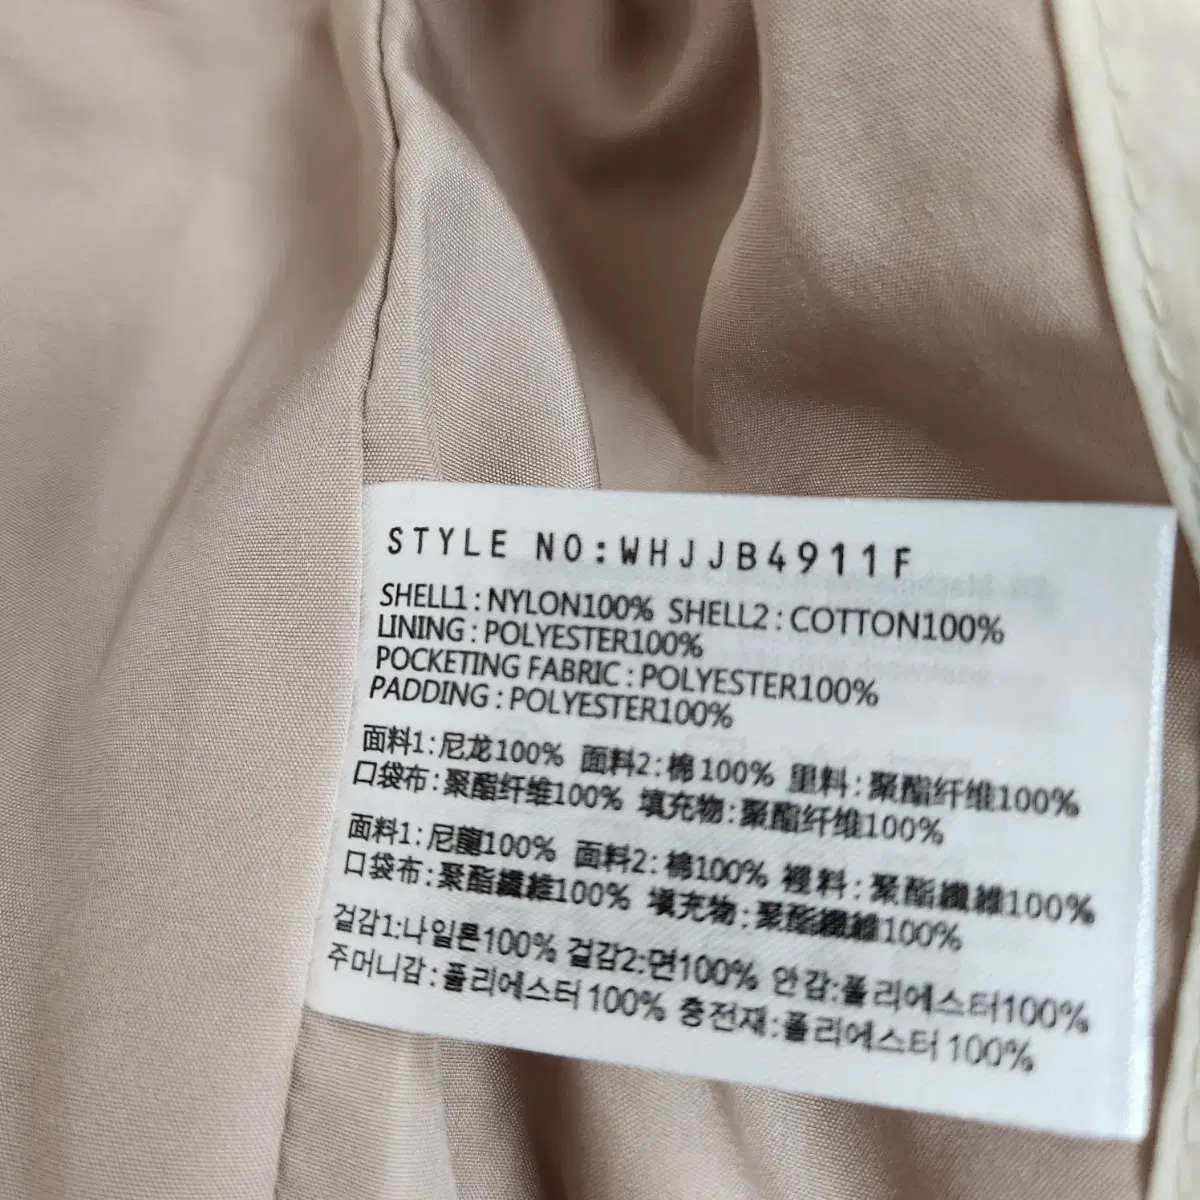 STYLE NO:WHJJB4911F
SHELL1:NYLON100% SHELL2:COTTON100%
LINING:POLYESTER100%
POCKETING FABRIC:POLYESTER100%
PADDING:POLYESTER100%
面料1:尼龙100% 面料2:棉100% 里料:聚酯纤维100%
口袋布:聚酯纤维100% 填充物:聚酯纤维100%
面料1:尼龍100% 面料2:棉100% 裡料:聚酯纖維100%
口袋布:聚酯纖維100% 填充物:聚酯纖維100%
겉감1:나일론100% 겉감2:면100% 안감:폴리에스터100%
주머니감:폴리에스터100% 충전재:폴리에스터100%